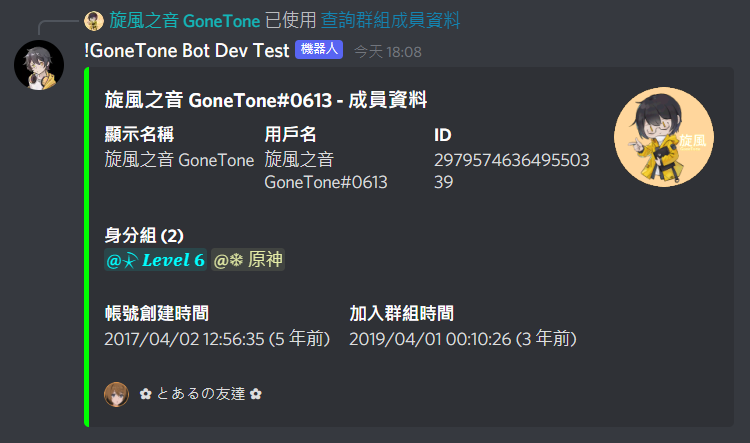 旋風之音 GoneTone 已使用 查詢群組成員資料
!GoneTone Bot Dev Test 機器人 今天 18:08
旋風之音 GoneTone#0613 - 成員資料
顯示名稱 用戶名 ID
旋風之音 GoneTone 旋風之音 2979574636495503
GoneTone#0613 39
旋風
身分組 (2)
@⽗ Level 6 @❄ 原神
帳號創建時間 加入群組時間
2017/04/02 12:56:35 (5 年前) 2019/04/01 00:10:26 (3 年前)
✿ とあるの友達 ✿